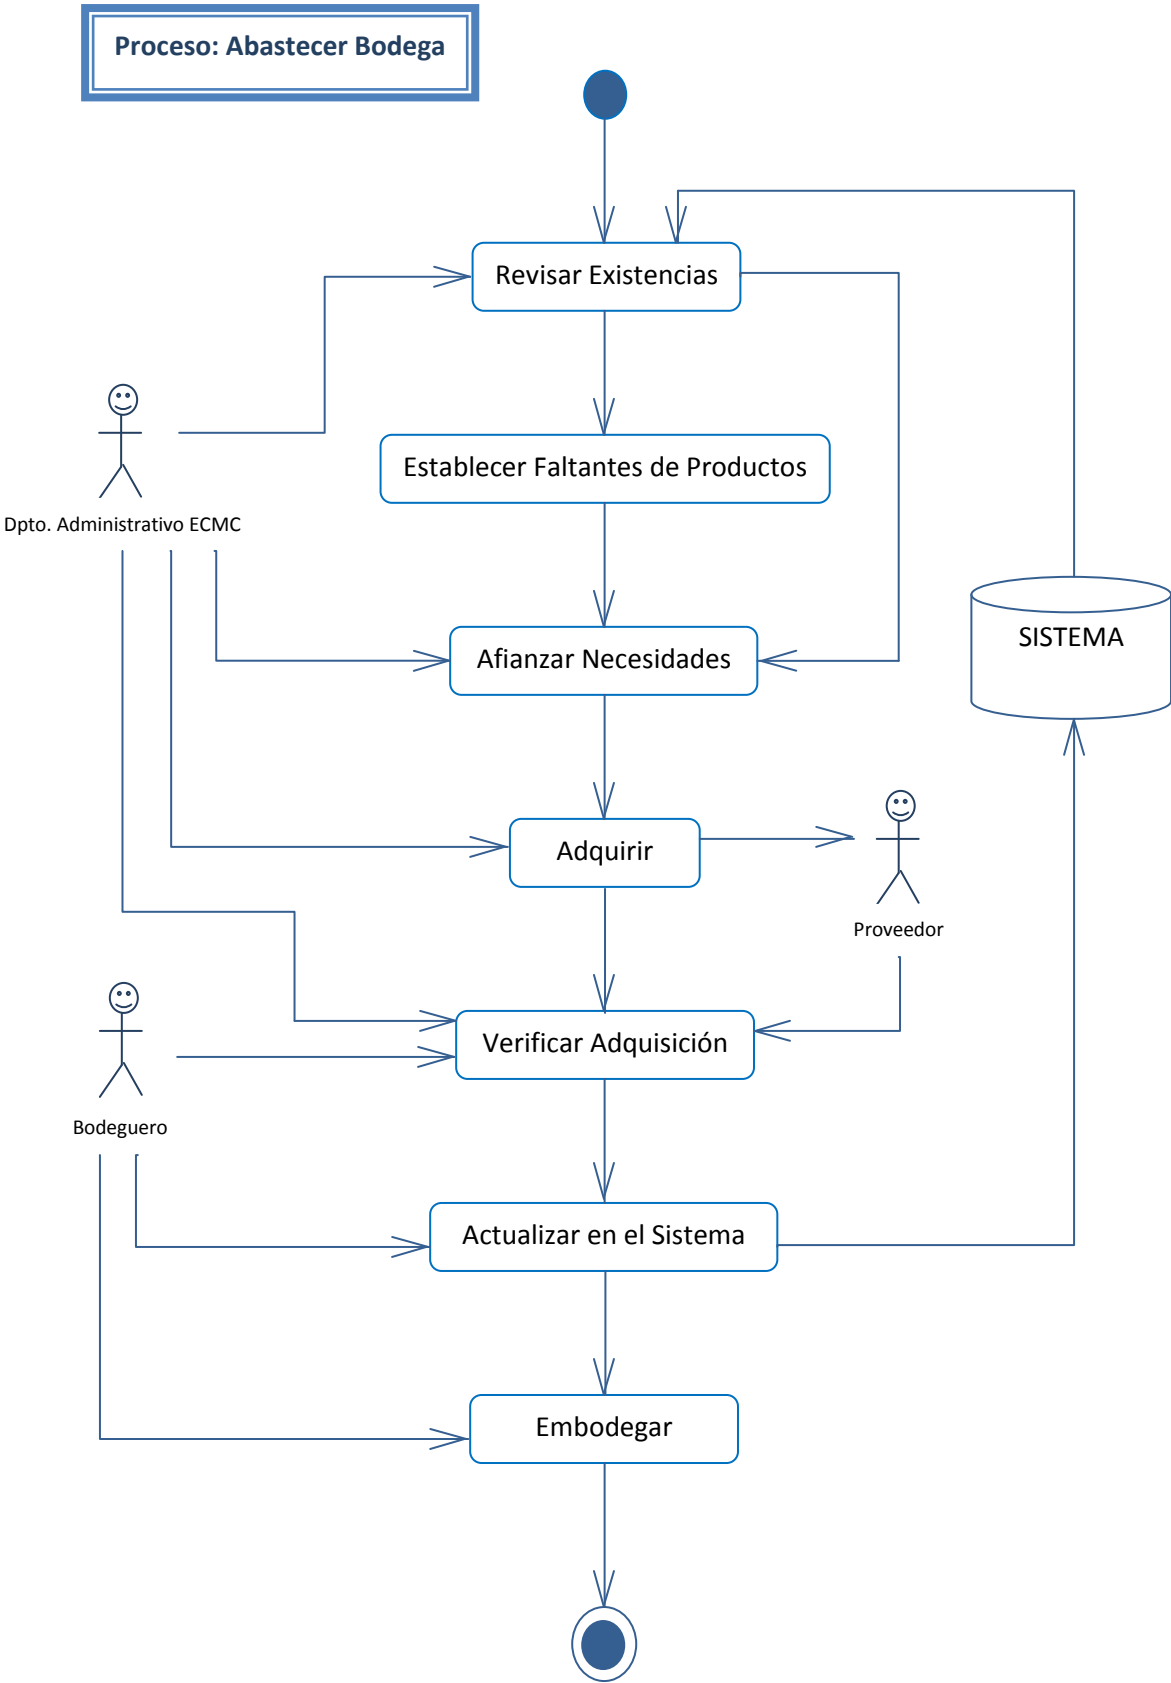 Proceso: Abastecer Bodega
Revisar Existencias
Establecer Faltantes de Productos
Dpto. Administrativo ECMC
SISTEMA
Afianzar Necesidades
Adquirir
Proveedor
Verificar Adquisición
Bodeguero
Actualizar en el Sistema
Embodegar